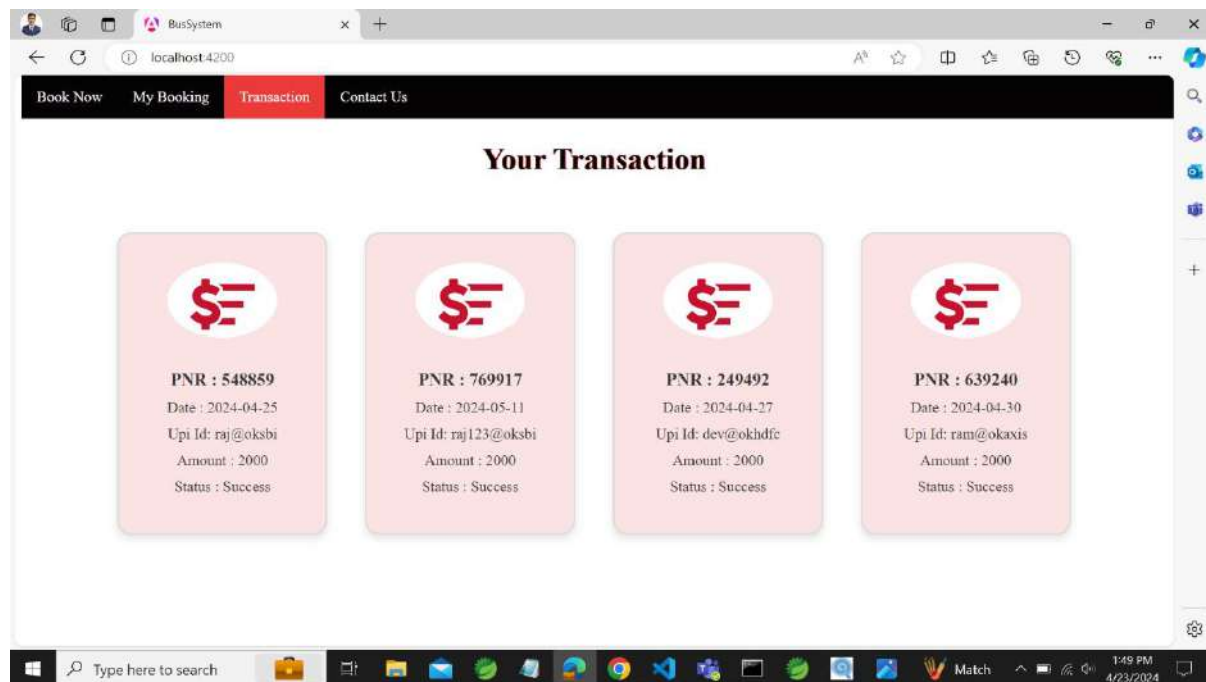 BusSystem
localhost:4200
Book Now My Booking Transaction Contact Us
Your Transaction
PNR : 548859
Date : 2024-04-25
Upi Id: raj@oksbi
Amount : 2000
Status : Success
PNR : 769917
Date : 2024-05-11
Upi Id: raj123@oksbi
Amount : 2000
Status : Success
PNR : 249492
Date : 2024-04-27
Upi Id: dev@okhdfc
Amount : 2000
Status : Success
PNR : 639240
Date : 2024-04-30
Upi Id: ram@okaxis
Amount : 2000
Status : Success
Type here to search
Match
1:49 PM
4/23/2024